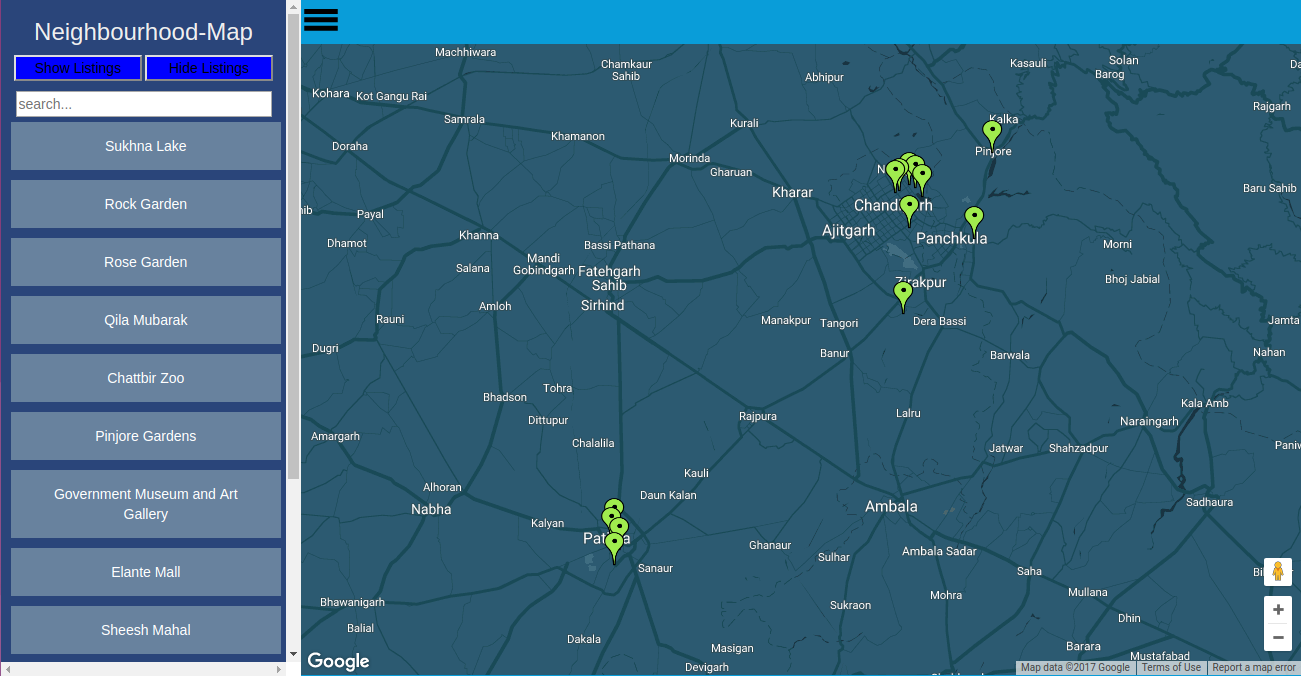 Neighbourhood-Map
Show Listings
Hide Listings
search...
Sukhna Lake
Rock Garden
Rose Garden
Qila Mubarak
Chattbir Zoo
Pinjore Gardens
Government Museum and Art
Gallery
Elante Mall
Sheesh Mahal
Machhiwara
Chamkaur
Sahib
Abhipur
Kasauli
Solan
Barog
Kohara
Kot Gangu Rai
Rajgarh
Samrala
Kurali
Kalka
Khamanon
Doraha
Morinda
Pinjore
Gharuan
Kharar
Baru Sahib
Payal
Chandigarh
Ajitgarh
Panchkula
Khanna
Dhamot
Bassi Pathana
Morni
Mandi
Gobindgarh
Salana
Fatehgarh
Sahib
Bhoj Jabial
Zirakpur
Amloh
Sirhind
Rauni
Manakpur
Tangori
Dera Bassi
Jamta
Dugri
Banur
Barwala
Nahan
Tohra
Bhadson
Kala Amb
Dittupur
Rajpura
Lalru
Naraingarh
Amargarh
Chalalila
Jatwar
Shahzadpur
Kauli
Alhoran
Daun Kalan
Nabha
Ambala
Sadhaura
Kalyan
Patiala
Ghanaur
Sulhar
Ambala Sadar
Sanaur
Saha
Mullana
Mohra
Bhawanigarh
Sukraon
Dhin
Balial
Dakala
Masigan
Barara
Mustafabad
Devigarh
Google
Map data ©2017 Google
Terms of Use
Report a map error